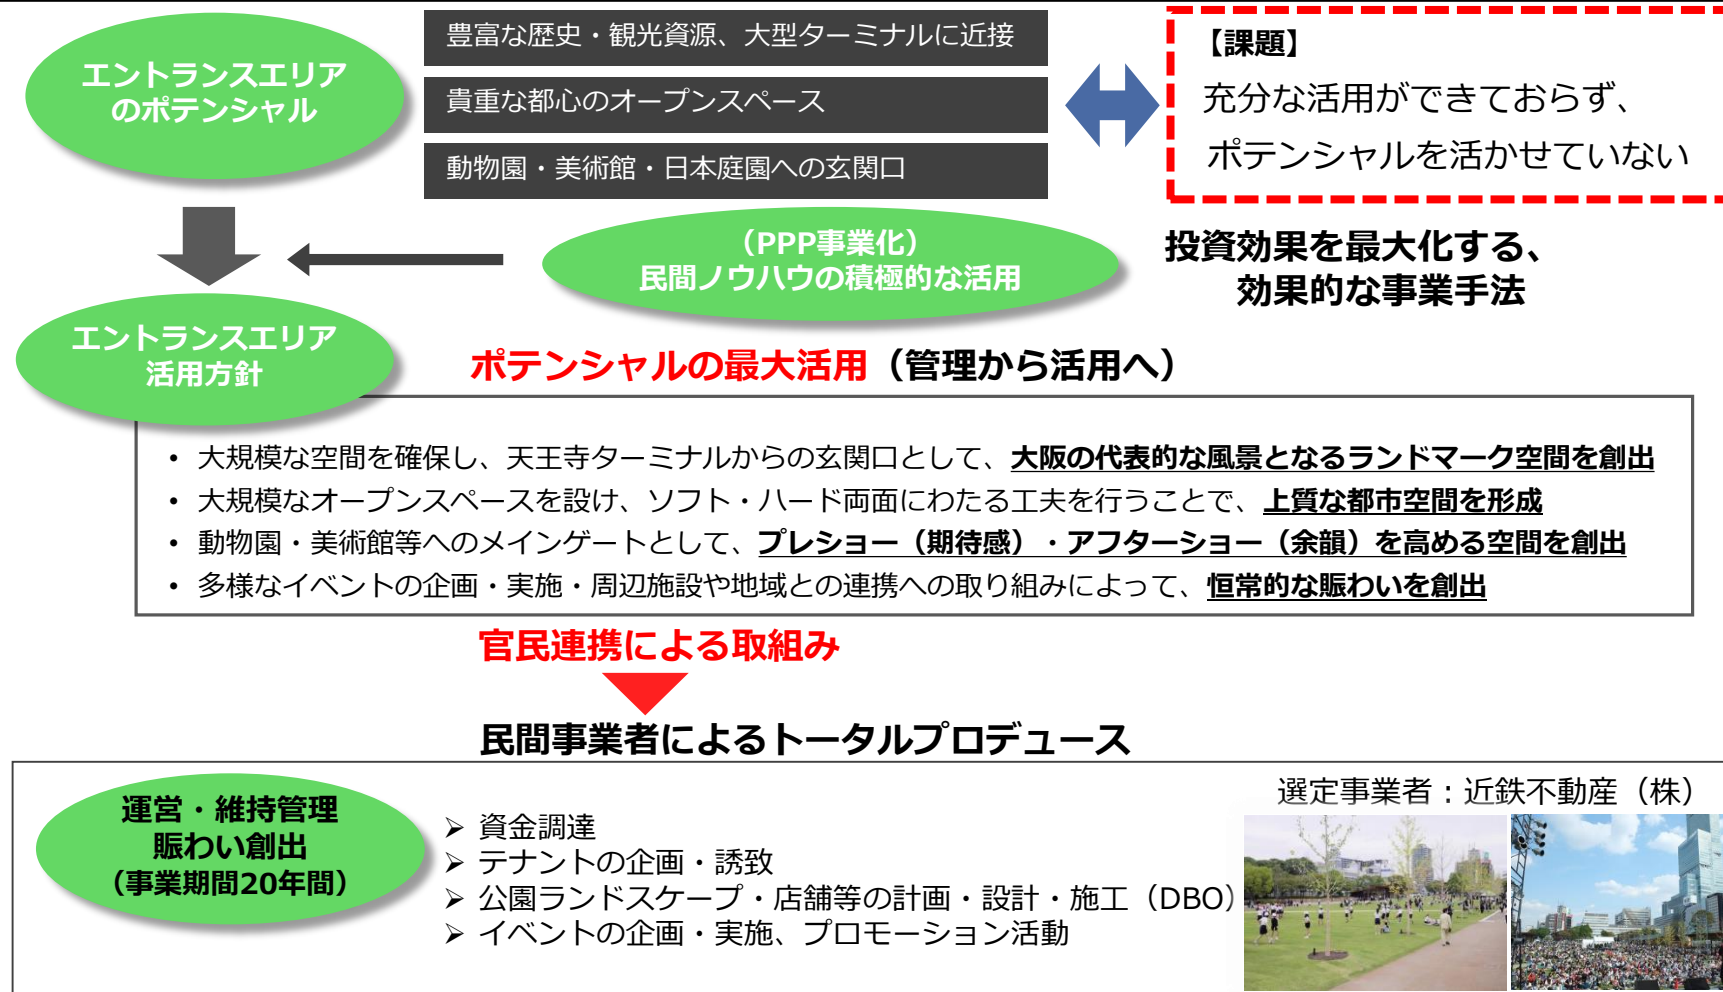 エントランスエリア
のポテンシャル
豊富な歴史・観光資源、大型ターミナルに近接
貴重な都心のオープンスペース
動物園・美術館・日本庭園への玄関口
【課題】
充分な活用ができておらず、
ポテンシャルを活かせていない
（PPP事業化）
民間ノウハウの積極的な活用
投資効果を最大化する、
効果的な事業手法
エントランスエリア
活用方針
ポテンシャルの最大活用（管理から活用へ）
• 大規模な空間を確保し、天王寺ターミナルからの玄関口として、大阪の代表的な風景となるランドマーク空間を創出
• 大規模なオープンスペースを設け、ソフト・ハード両面にわたる工夫を行うことで、上質な都市空間を形成
• 動物園・美術館等へのメインゲートとして、プレショー（期待感）・アフターショー（余韻）を高める空間を創出
• 多様なイベントの企画・実施・周辺施設や地域との連携への取り組みによって、恒常的な賑わいを創出
官民連携による取組み
民間事業者によるトータルプロデュース
運営・維持管理
賑わい創出
（事業期間20年間）
➢ 資金調達
➢ テナントの企画・誘致
➢ 公園ランドスケープ・店舗等の計画・設計・施工（DBO）
➢ イベントの企画・実施、プロモーション活動
選定事業者：近鉄不動産（株）